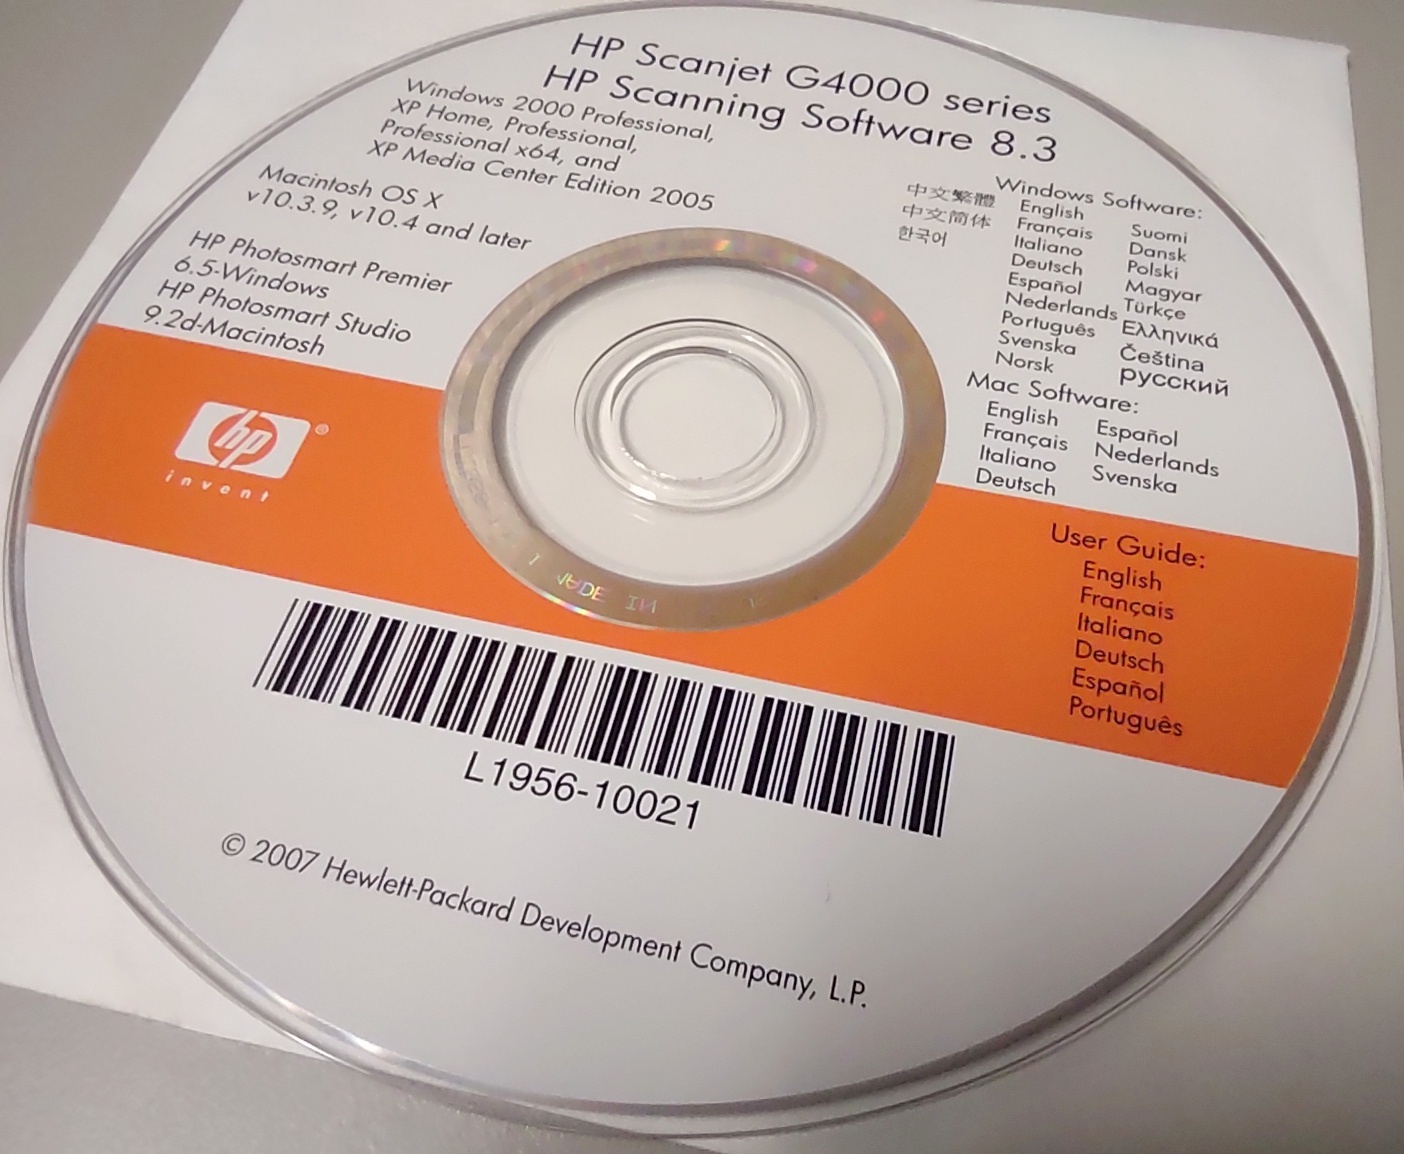 HP Scanjet G4000 series
HP Scanning Software 8.3
Windows 2000 Professional,
XP Home, Professional,
Professional x64, and
XP Media Center Edition 2005
Macintosh OS X
v10.3.9, v10.4 and later
HP Photosmart Premier
6.5-Windows
HP Photosmart Studio
9.2d-Macintosh
Windows Software:
中文繁體
中文简体
한국어
English
Français
Italiano
Deutsch
Español
Nederlands
Português
Svenska
Norsk
Suomi
Dansk
Polski
Magyar
Türkçe
Ελληνικά
Čeština
русский
Mac Software:
English
Français
Italiano
Deutsch
Español
Nederlands
Svenska
hp ®
invent
User Guide:
English
Français
Italiano
Deutsch
Español
Português
MADE IN
L1956-10021
© 2007 Hewlett-Packard Development Company, L.P.